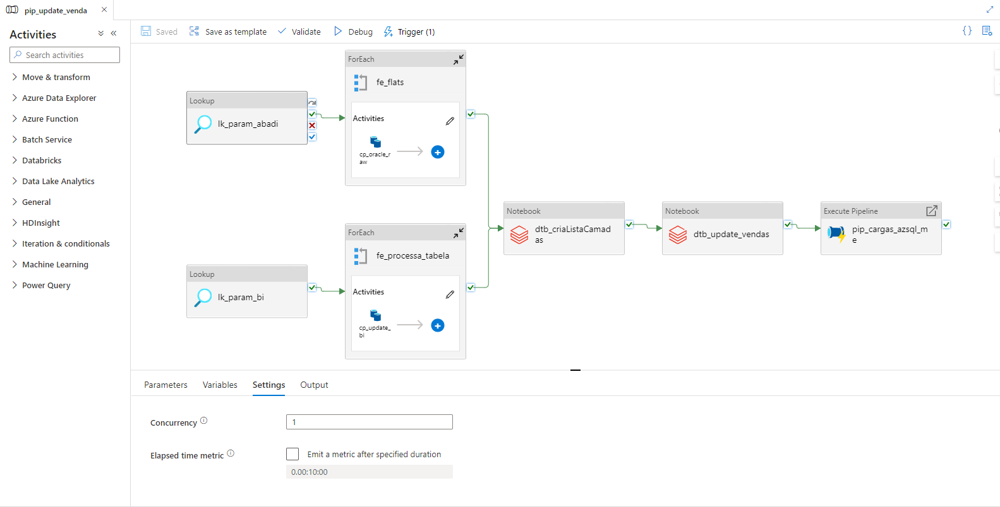 pip_update_venda
Activities
Search activities
Move & transform
Azure Data Explorer
Azure Function
Batch Service
Databricks
Data Lake Analytics
General
HDInsight
Iteration & conditionals
Machine Learning
Power Query
Saved
Save as template
Validate
Debug
Trigger (1)
Lookup
lk_param_abadi
ForEach
fe_flats
Activities
cp_oracle_r
aw
Lookup
lk_param_bi
ForEach
fe_processa_tabela
Activities
cp_update_
bi
Notebook
dtb_criaListaCamad
as
Notebook
dtb_update_vendas
Execute Pipeline
pip_cargas_azsql_m
e
Parameters
Variables
Settings
Output
Concurrency
1
Elapsed time metric
Emit a metric after specified duration
0.00:10:00